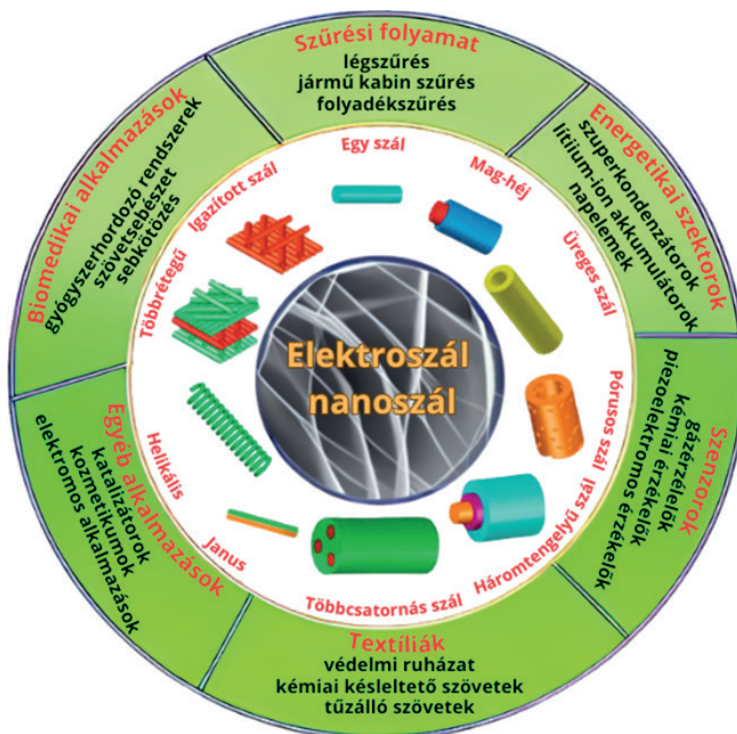 Szűrési folyamat
légszűrés
jármű kabin szűrés
folyadékszűrés
Energetikai szektorok
szuperkondenzátorok
lítiium-ion akkumulátorok
napelemek
Szenzorok
gázérzélelők
kémiai érzékelők
piezoelektromos érzékelők
Textíliák
védelmi ruházat
kémiai késleltető szövetek
tűzálló szövetek
Egyéb alkalmazások
katalizátorok
kozmetikumok
elektromos alkalmazások
Biomedikai alkalmazások
gyógyszerhordozó rendszerek
szövetsebészet
sebkötözés
Egy szál
Mag-héj
Üreges szál
Pórusos szál
Háromtengelyű szál
Többcsatornás szál
Janus
Helikális
Többrétegű
Igazított szál
Elektroszál
nanoszál